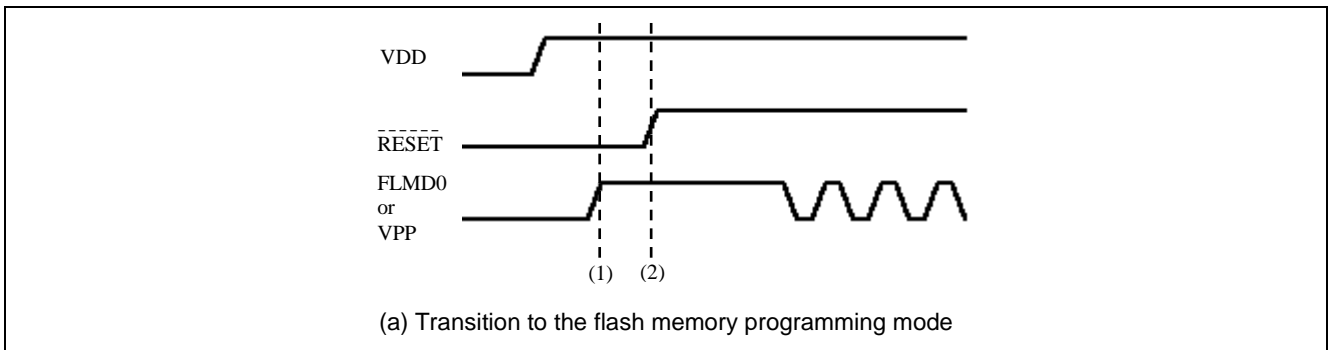 VDD
RESET
FLMD0
or
VPP
(1) (2)
(a) Transition to the flash memory programming mode